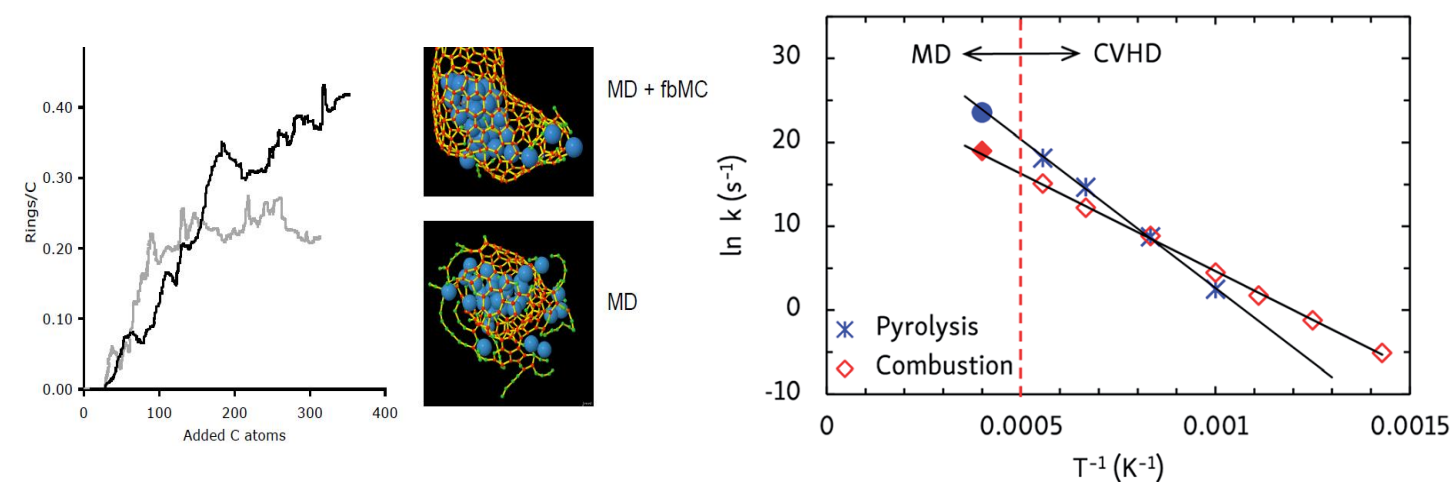 0.40
0.30
0.20
0.10
0.00
Rings/C
0 100 200 300 400
Added C atoms
MD + fbMC
MD
30
20
10
0
-10
ln k (s⁻¹)
MD CVHD
Pyrolysis
Combustion
0 0.0005 0.001 0.0015
T⁻¹ (K⁻¹)